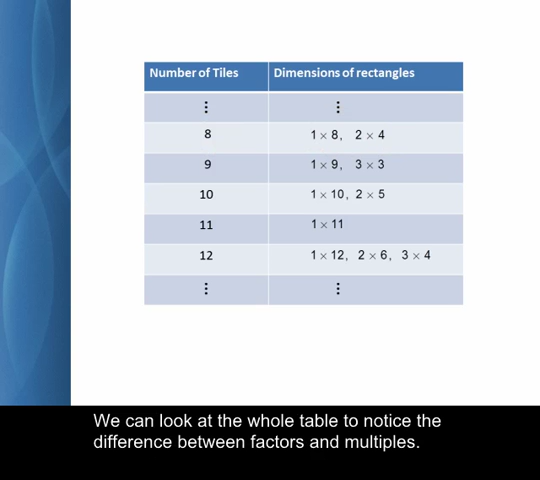 Number of Tiles Dimensions of rectangles
⋮ ⋮
8 1 × 8, 2 × 4
9 1 × 9, 3 × 3
10 1 × 10, 2 × 5
11 1 × 11
12 1 × 12, 2 × 6, 3 × 4
⋮ ⋮
We can look at the whole table to notice the
difference between factors and multiples.